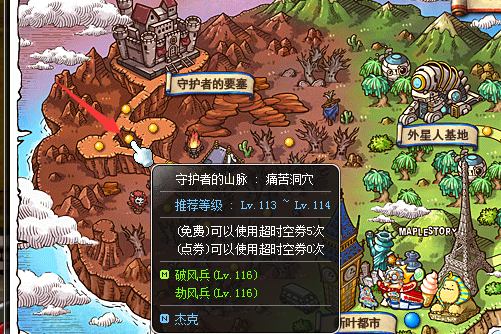 守护者的要塞
外星人基地
守护者的山脉 : 痛苦洞穴
推荐等级 : Lv. 113 ~ Lv. 114
(免费)可以使用超时空券5次
(点券)可以使用超时空券0次
M 破风兵(Lv. 116)
劫风兵(Lv. 116)
N 杰克
MAPLESTORY
叶都市